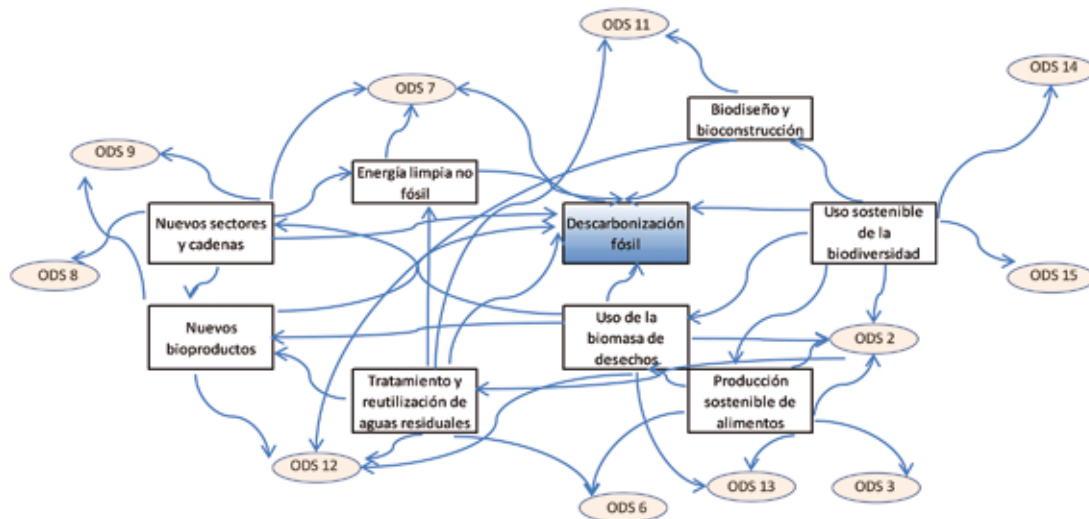 ODS 11
ODS 14
ODS 7
Biodiseño y
bioconstrucción
ODS 9
Energía limpia no
fósil
Nuevos sectores
y cadenas
Descarbonización
fósil
Uso sostenible
de la
biodiversidad
ODS 8
ODS 15
Nuevos
bioproductos
Uso de la
biomasa de
desechos
ODS 2
Tratamiento y
reutilización de
aguas residuales
Producción
sostenible de
alimentos
ODS 12
ODS 13
ODS 3
ODS 6